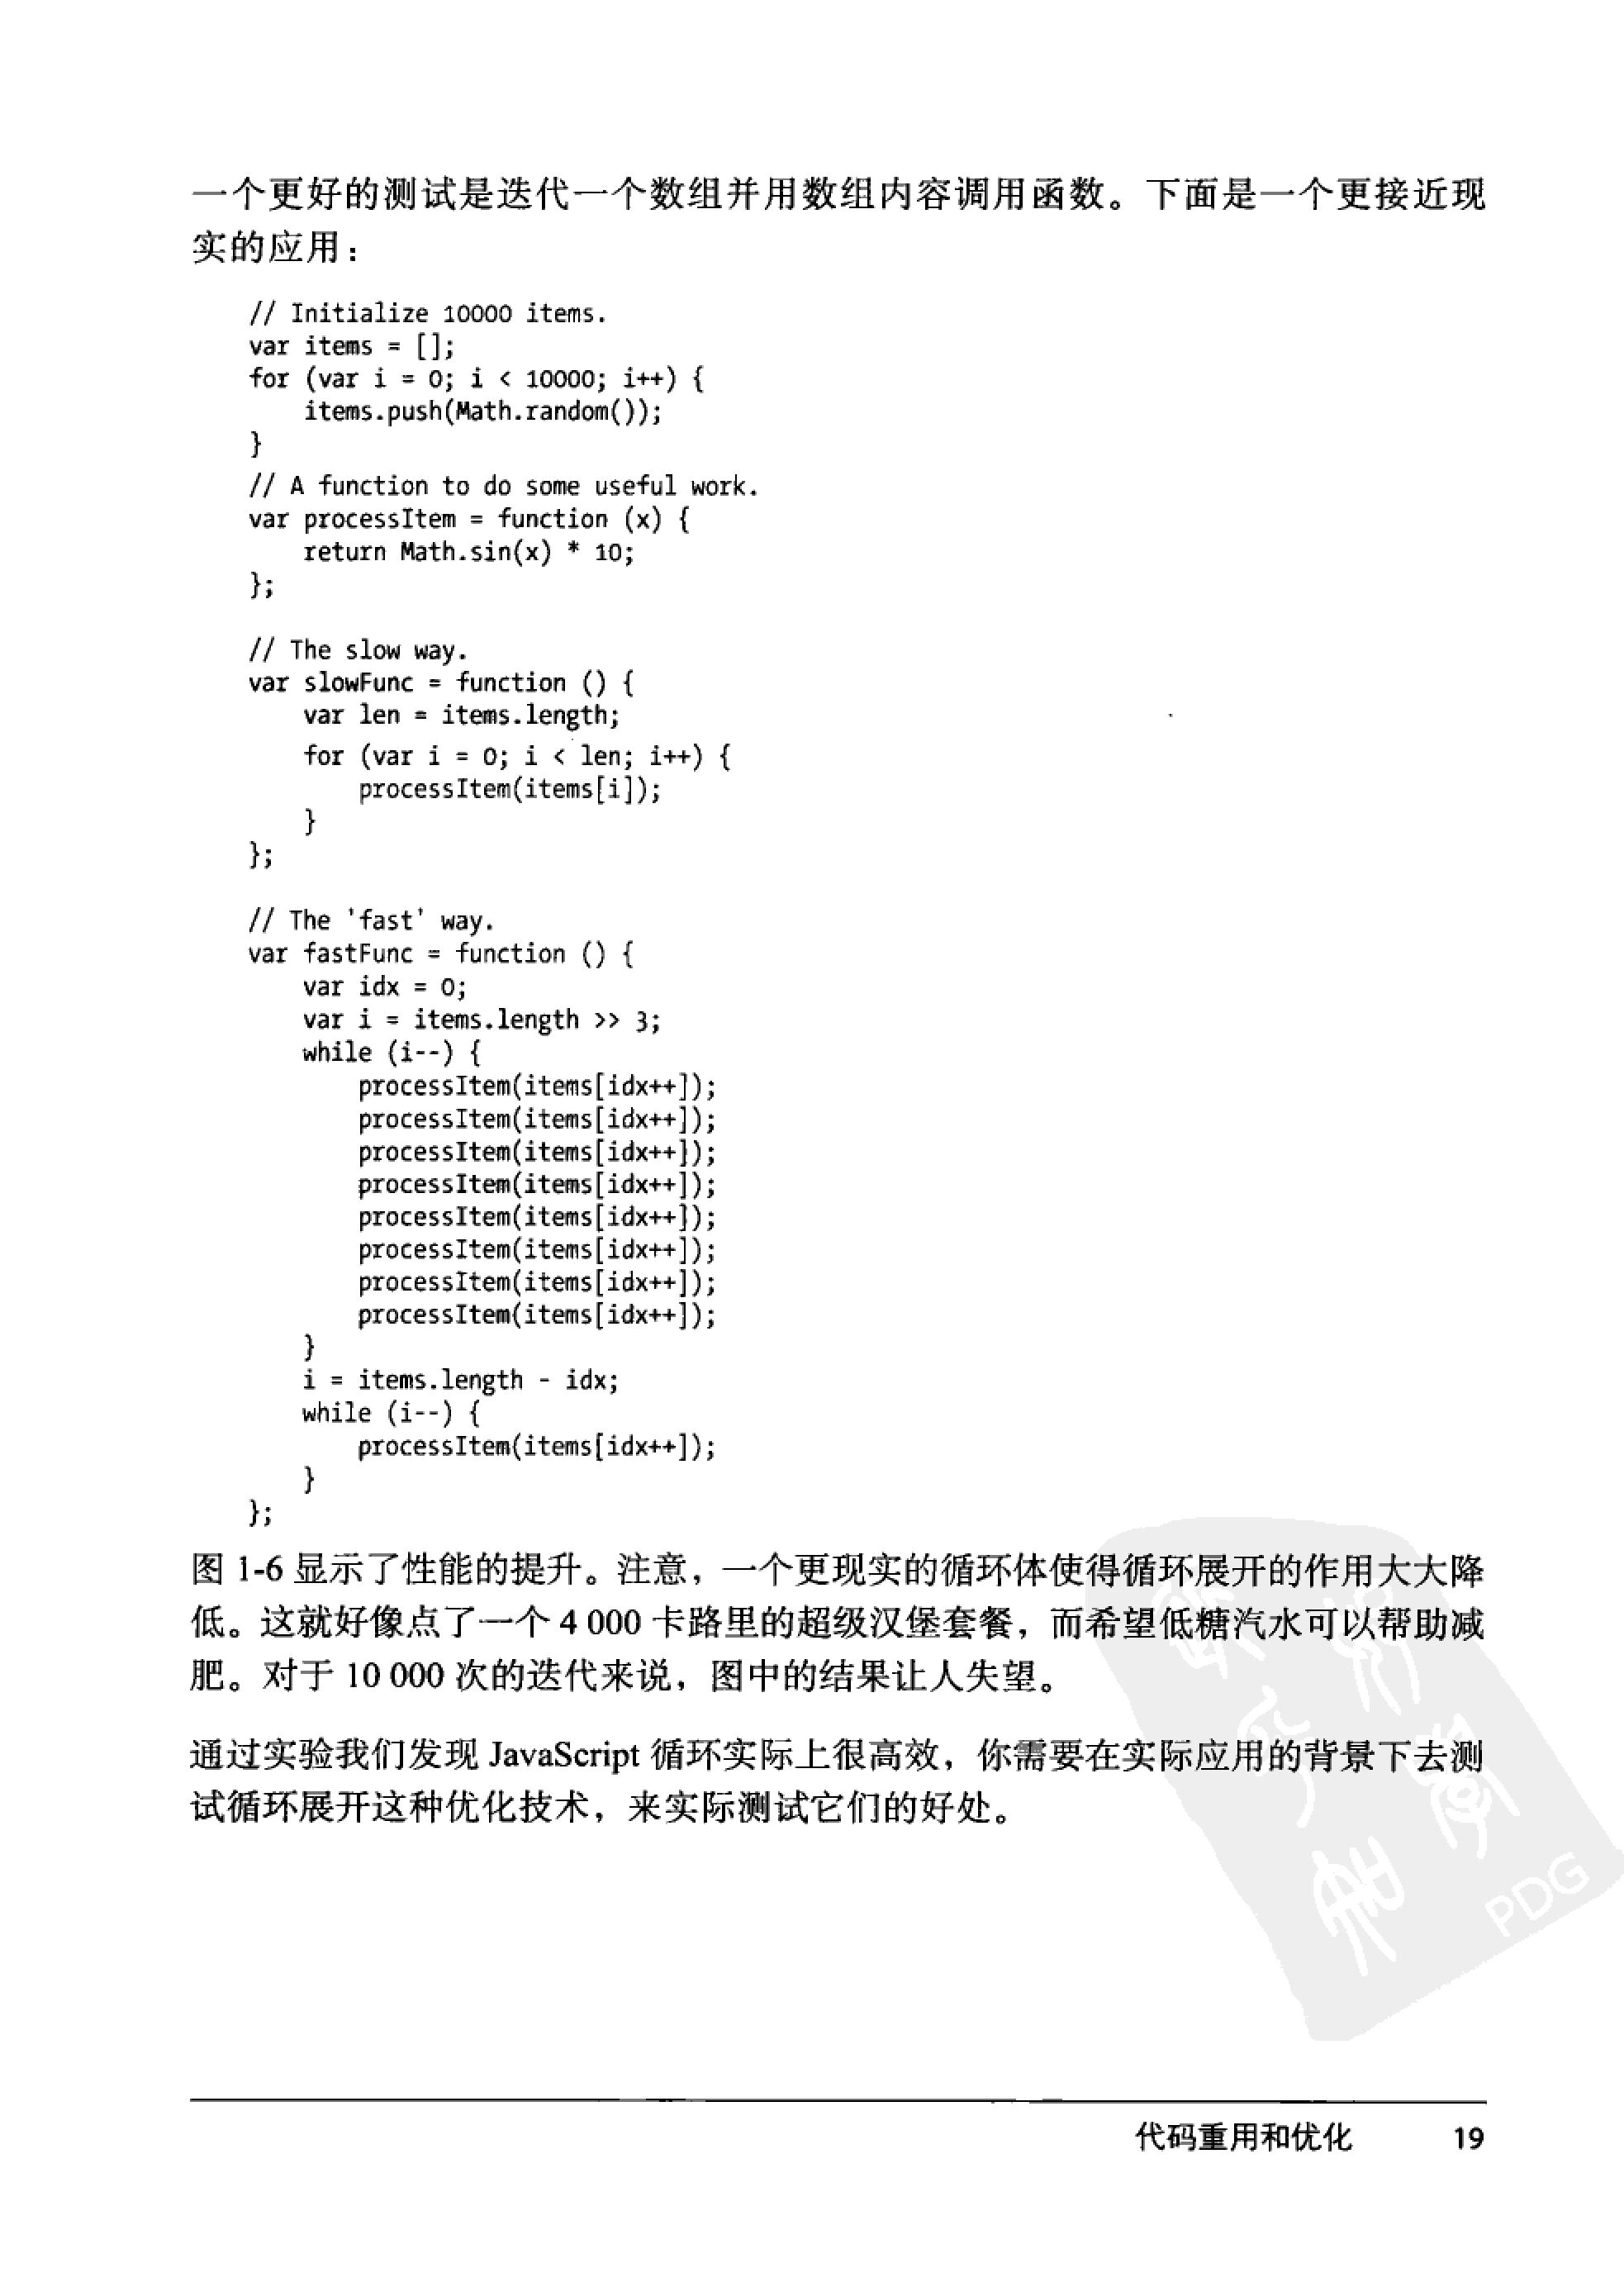 一个更好的测试是迭代一个数组并用数组内容调用函数。下面是一个更接近现
实的应用：
// Initialize 10000 items.
var items = [];
for (var i = 0; i < 10000; i++) {
    items.push(Math.random());
}
// A function to do some useful work.
var processItem = function (x) {
    return Math.sin(x) * 10;
};
// The slow way.
var slowFunc = function () {
    var len = items.length;
    for (var i = 0; i < len; i++) {
        processItem(items[i]);
    }
};
// The 'fast' way.
var fastFunc = function () {
    var idx = 0;
    var i = items.length >> 3;
    while (i--) {
        processItem(items[idx++]);
        processItem(items[idx++]);
        processItem(items[idx++]);
        processItem(items[idx++]);
        processItem(items[idx++]);
        processItem(items[idx++]);
        processItem(items[idx++]);
        processItem(items[idx++]);
    }
    i = items.length - idx;
    while (i--) {
        processItem(items[idx++]);
    }
};
图 1-6 显示了性能的提升。注意，一个更现实的循环体使得循环展开的作用大大降
低。这就好像点了一个 4 000 卡路里的超级汉堡套餐，而希望低糖汽水可以帮助减
肥。对于 10 000 次的迭代来说，图中的结果让人失望。
通过实验我们发现 JavaScript 循环实际上很高效，你需要在实际应用的背景下去测
试循环展开这种优化技术，来实际测试它们的好处。
PDG
代码重用和优化 19